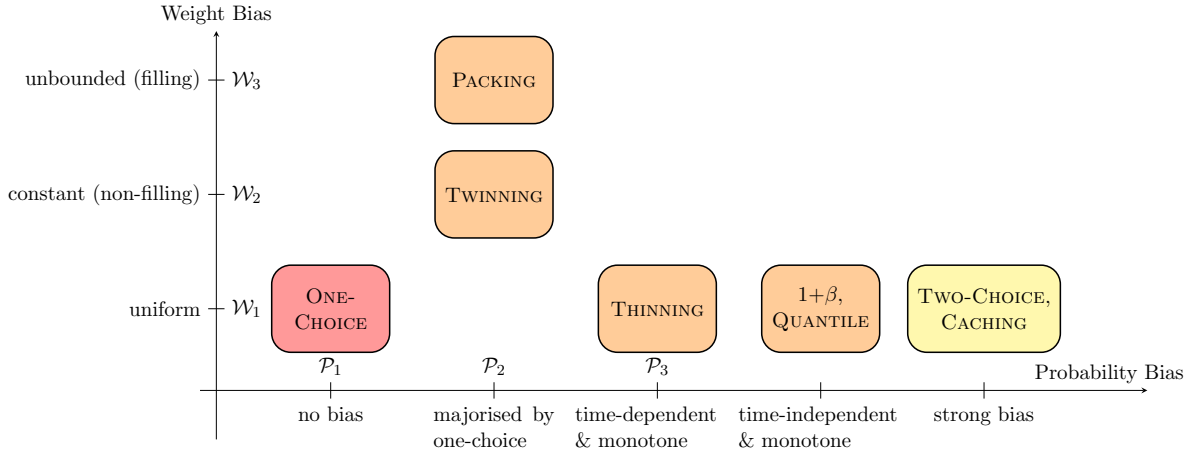 Weight Bias
unbounded (filling) W₃ PACKING
constant (non-filling) W₂ TWINNING
uniform W₁
ONE-
CHOICE
THINNING
1+β,
QUANTILE
TWO-CHOICE,
CACHING
P₁ P₂ P₃
Probability Bias
no bias
majorised by
one-choice
time-dependent
& monotone
time-independent
& monotone
strong bias